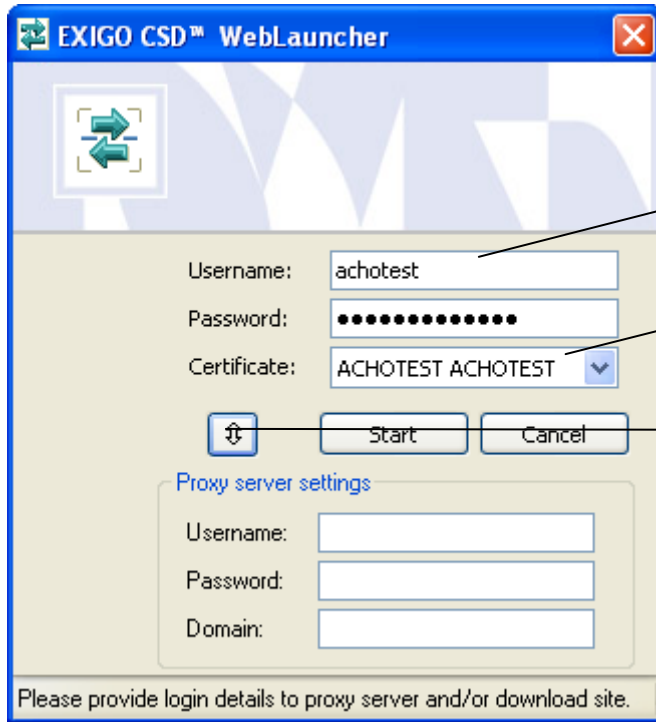 EXIGO CSD™ WebLauncher
Username: achotest
Password: •••••••••••••
Certificate: ACHOTEST ACHOTEST
Start Cancel
Proxy server settings
Username:
Password:
Domain:
Please provide login details to proxy server and/or download site.